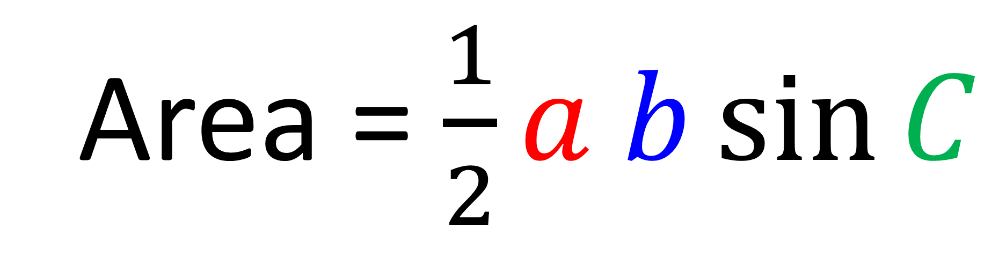 Area = 1/2 a b sin C